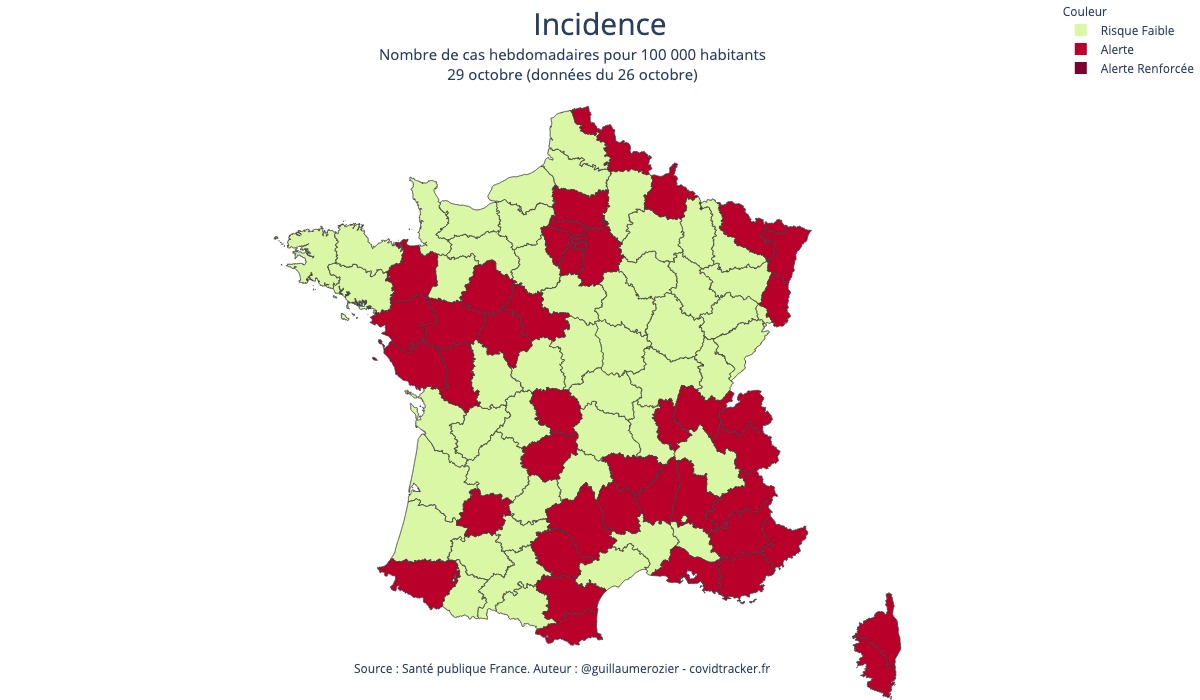 Incidence
Nombre de cas hebdomadaires pour 100 000 habitants
29 octobre (données du 26 octobre)
Couleur
Risque Faible
Alerte
Alerte Renforcée
Source : Santé publique France. Auteur : @guillaumerozier - covidtracker.fr